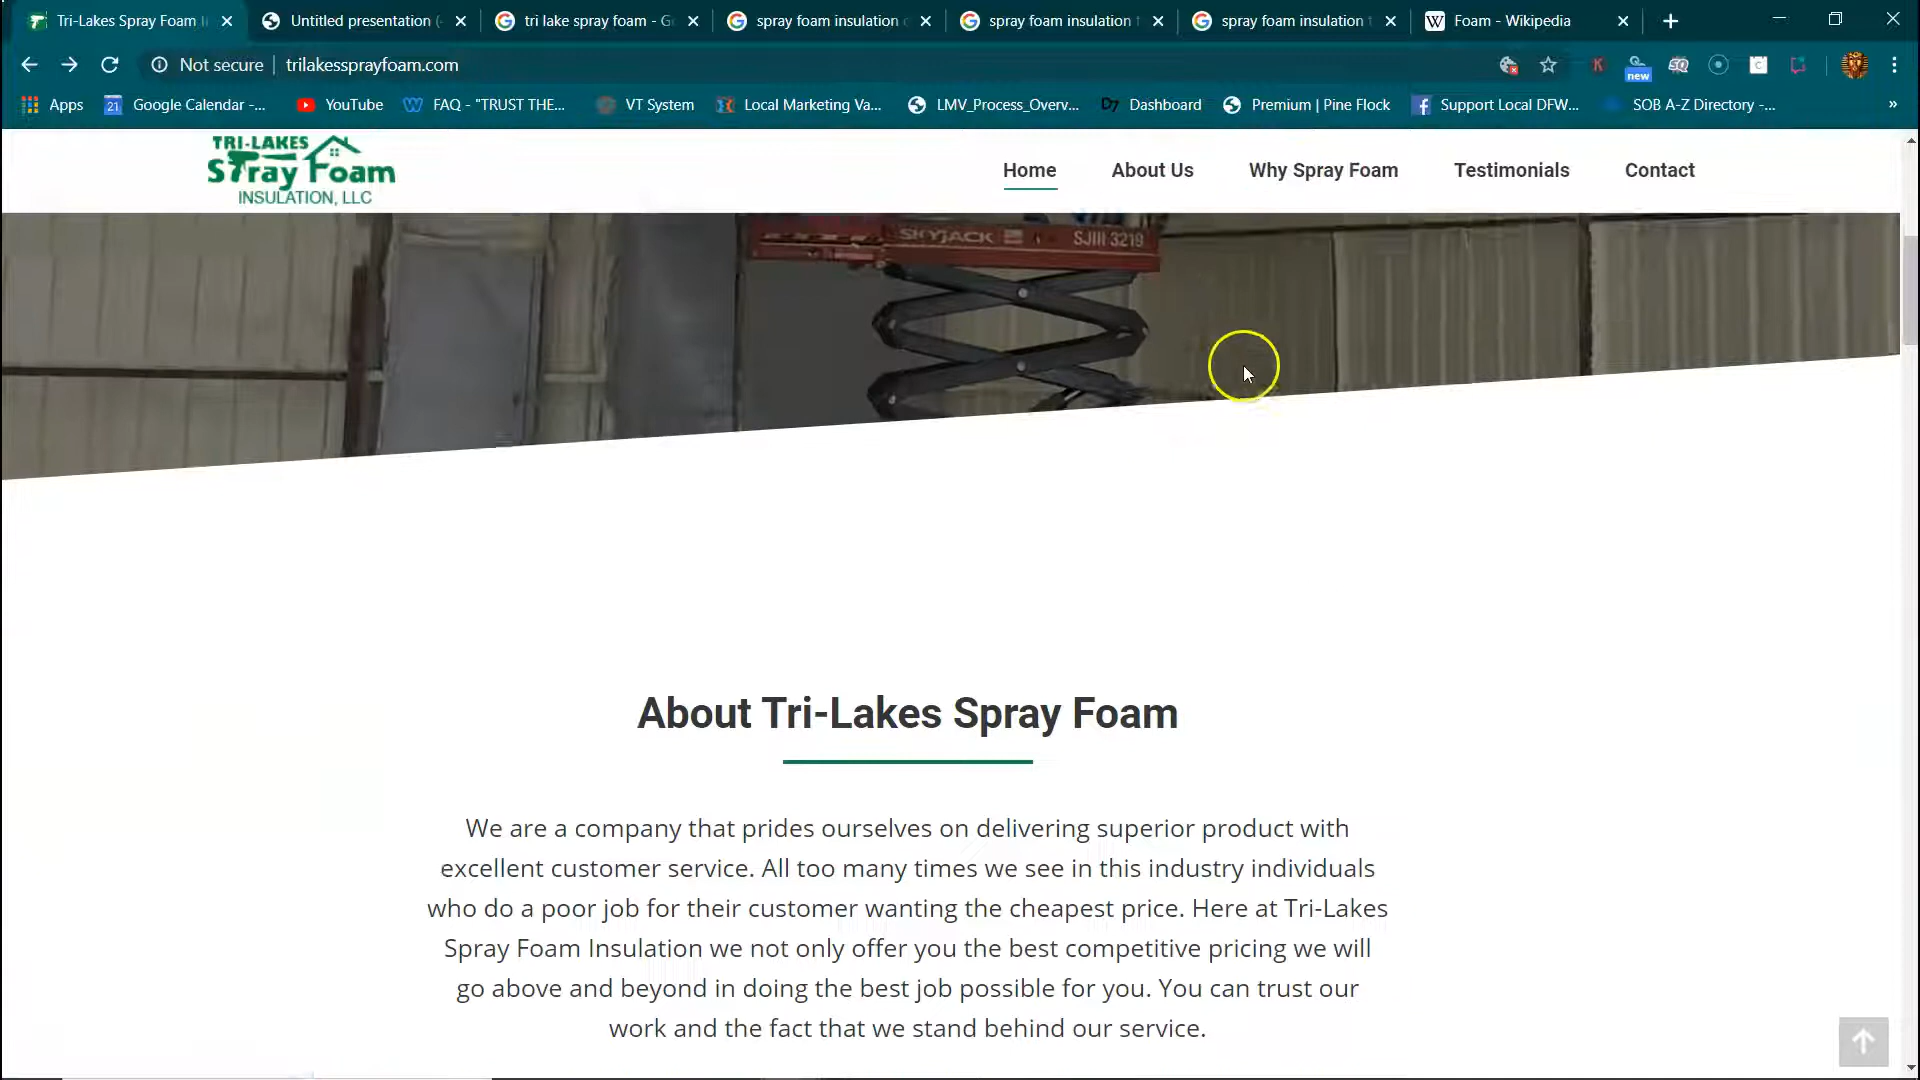 Tri-Lakes Spray Foam I
Untitled presentation (
tri lake spray foam - G
spray foam insulation
spray foam insulation
spray foam insulation
Foam - Wikipedia
Not secure
trilakessprayfoam.com
new
SQ
Apps
21
Google Calendar -...
YouTube
FAQ - "TRUST THE...
VT System
Local Marketing Va...
LMV_Process_Overv...
Dashboard
Premium | Pine Flock
Support Local DFW...
SOB A-Z Directory -...
TRI-LAKES
Spray Foam
INSULATION, LLC
Home
About Us
Why Spray Foam
Testimonials
Contact
SKYJACK
SJIII 3219
About Tri-Lakes Spray Foam
We are a company that prides ourselves on delivering superior product with
excellent customer service. All too many times we see in this industry individuals
who do a poor job for their customer wanting the cheapest price. Here at Tri-Lakes
Spray Foam Insulation we not only offer you the best competitive pricing we will
go above and beyond in doing the best job possible for you. You can trust our
work and the fact that we stand behind our service.